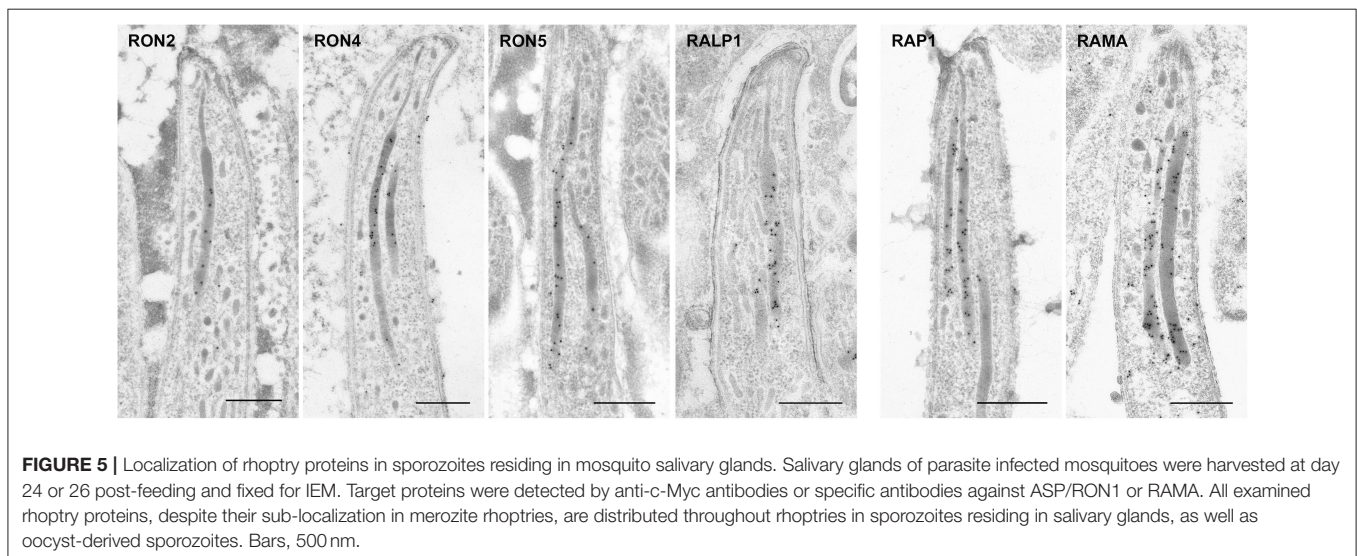 RON2 RON4 RON5 RALP1 RAP1 RAMA
FIGURE 5 | Localization of rhoptry proteins in sporozoites residing in mosquito salivary glands. Salivary glands of parasite infected mosquitoes were harvested at day
24 or 26 post-feeding and fixed for IEM. Target proteins were detected by anti-c-Myc antibodies or specific antibodies against ASP/RON1 or RAMA. All examined
rhoptry proteins, despite their sub-localization in merozite rhoptries, are distributed throughout rhoptries in sporozoites residing in salivary glands, as well as
oocyst-derived sporozoites. Bars, 500 nm.